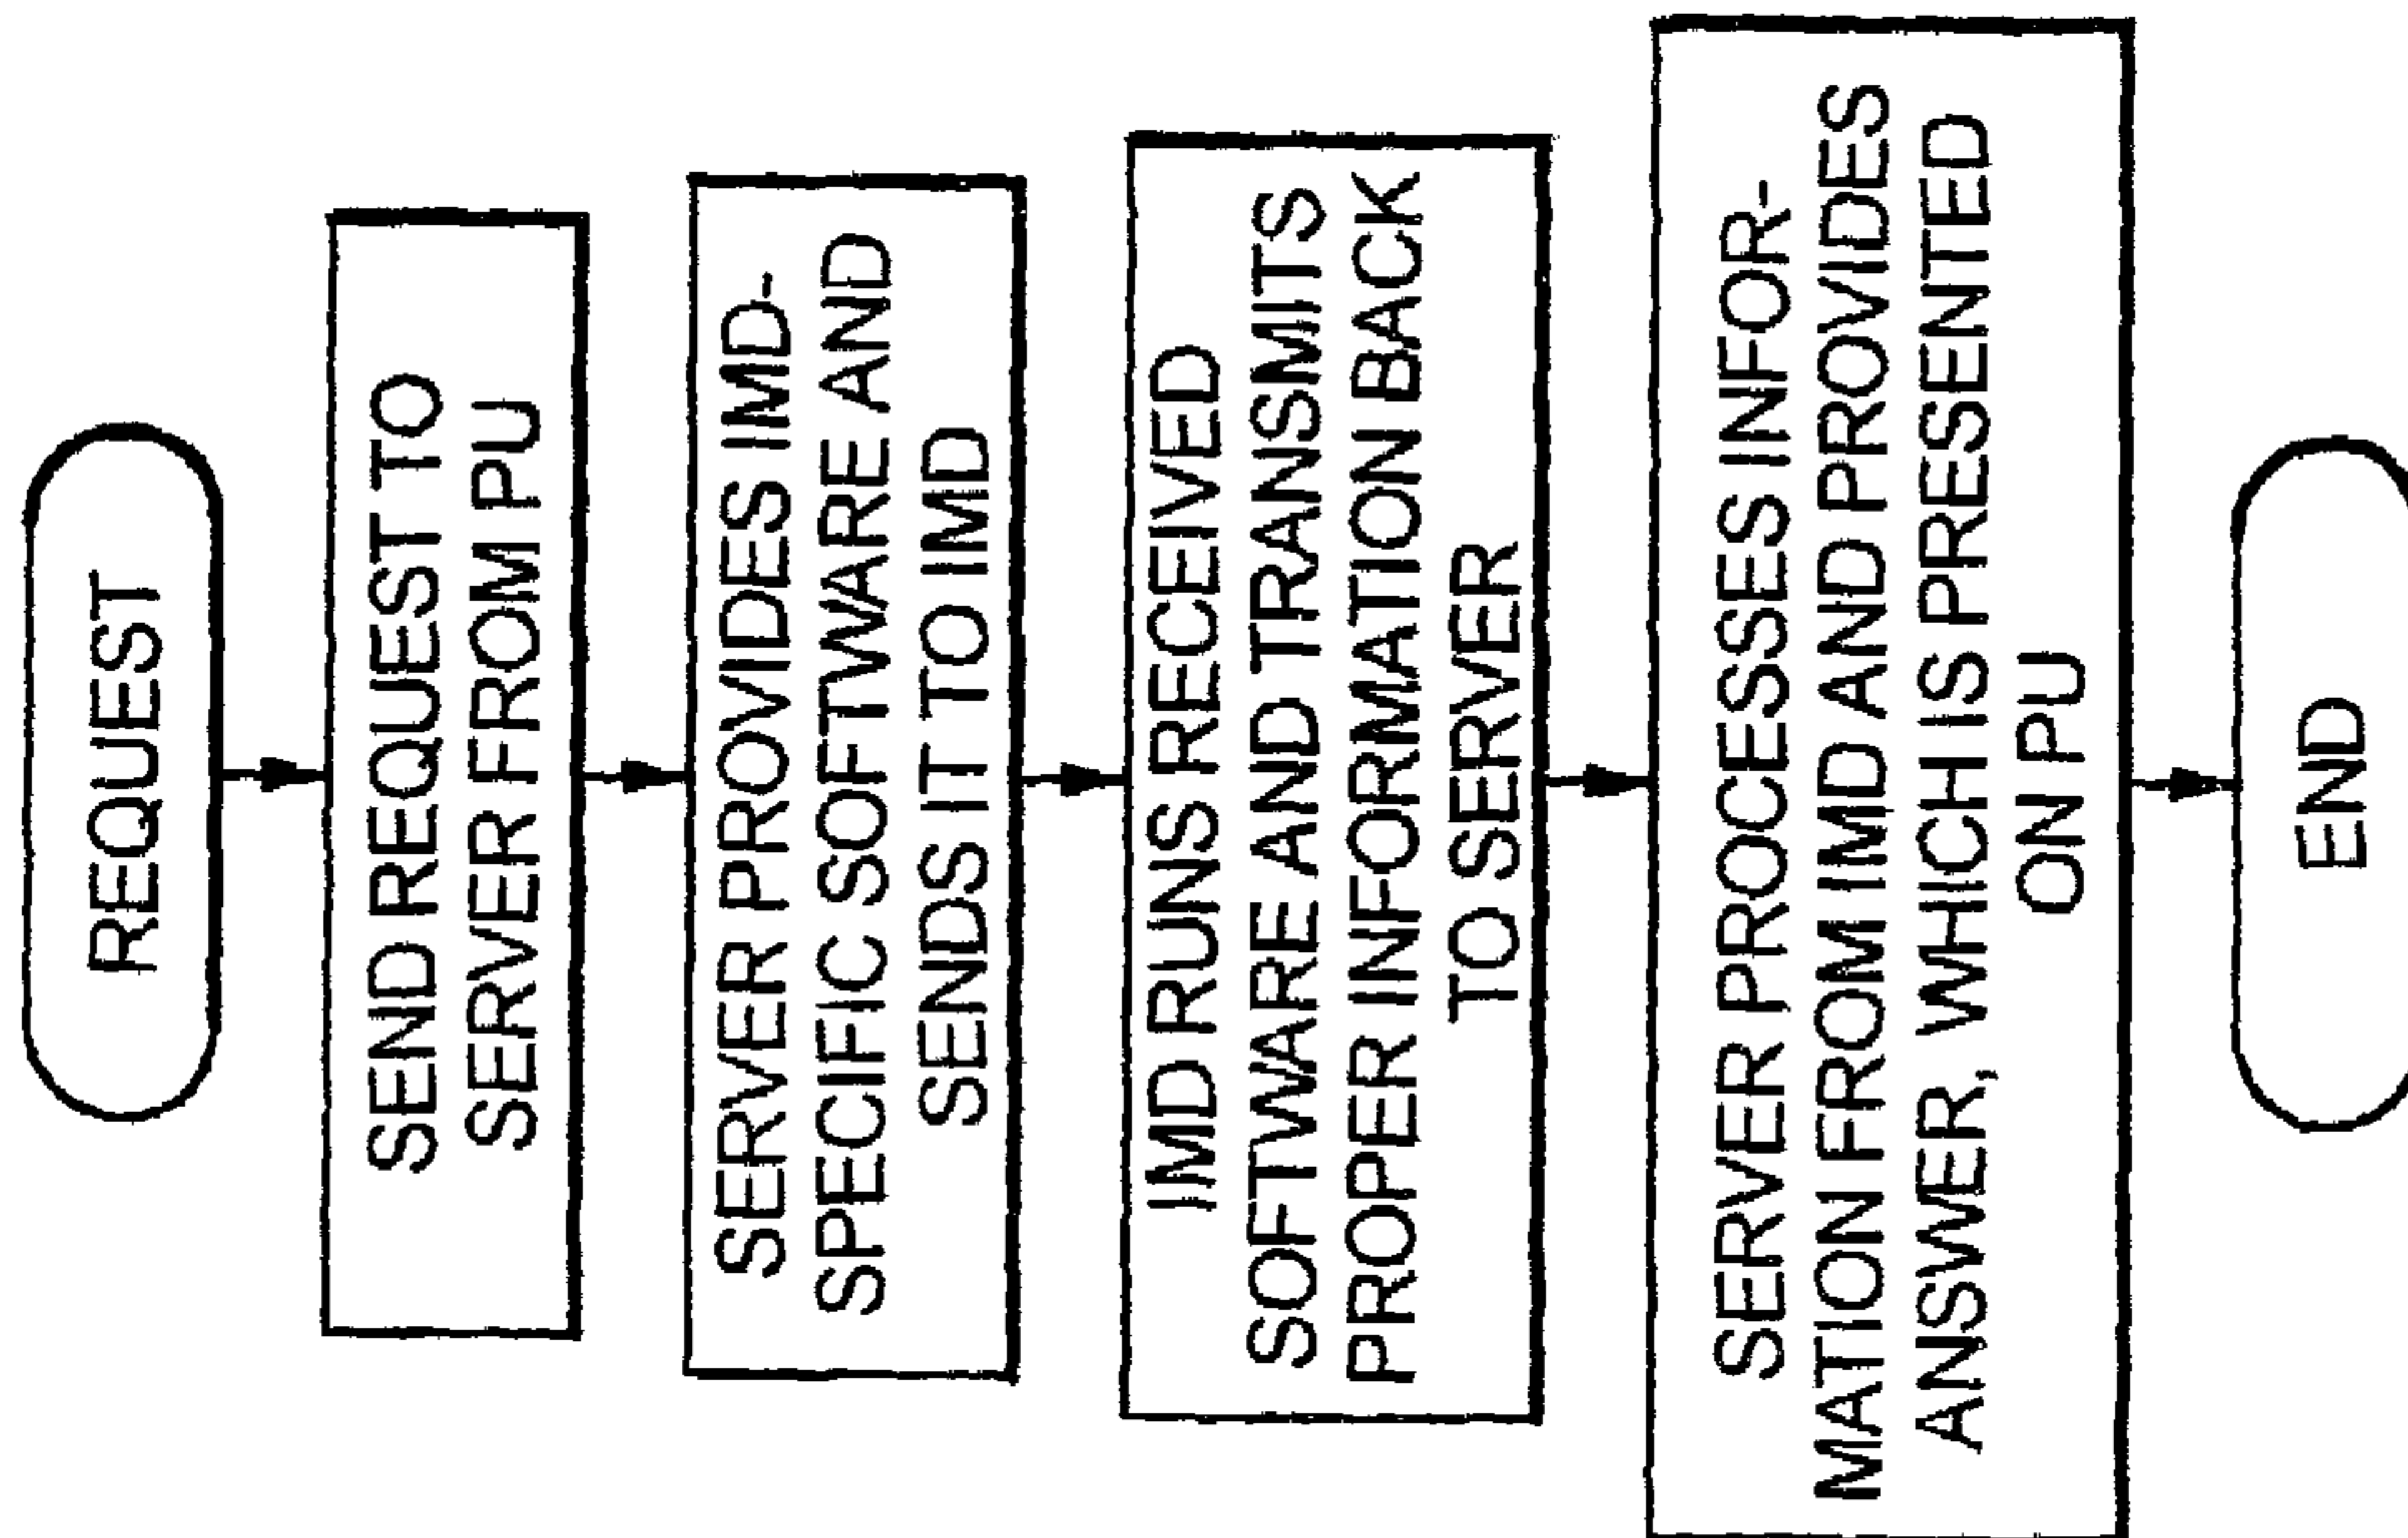 REQUEST
SEND REQUEST TO
SERVER FROM PU
SERVER PROVIDES IMD-
SPECIFIC SOFTWARE AND
SENDS IT TO IMD
IMD RUNS RECEIVED
SOFTWARE AND TRANSMITS
PROPER INFORMATION BACK
TO SERVER
SERVER PROCESSES INFOR-
MATION FROM IMD AND PROVIDES
ANSWER, WHICH IS PRESENTED
ON PU
END